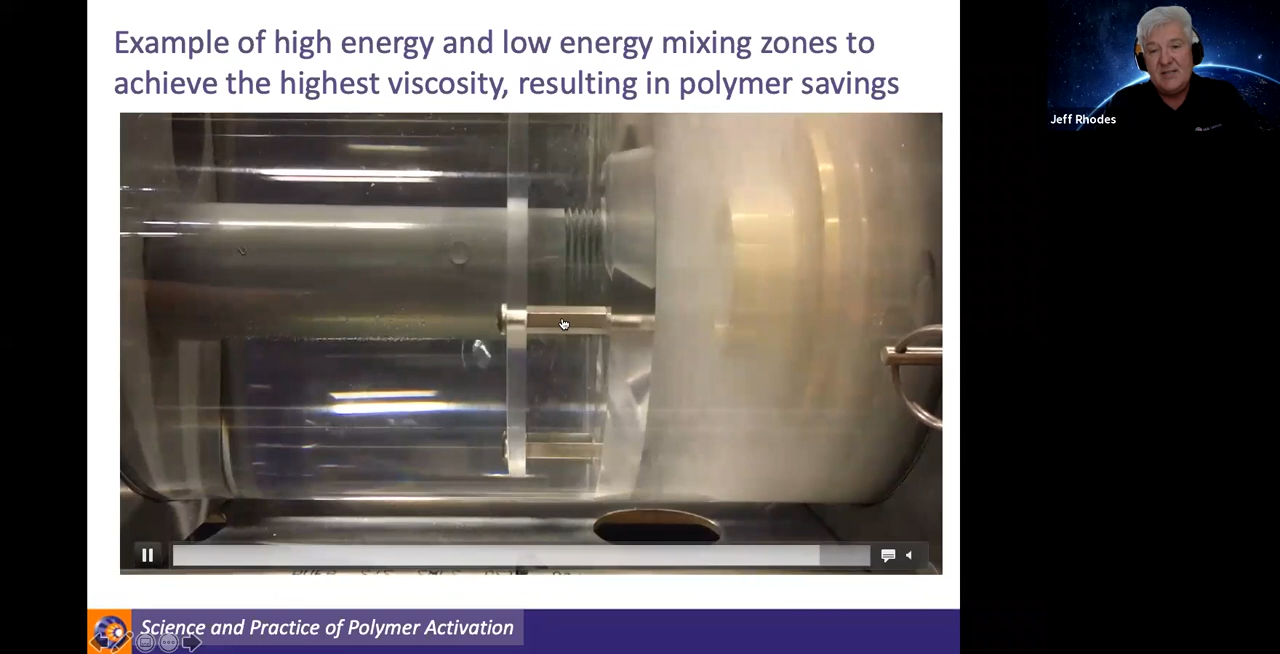 Example of high energy and low energy mixing zones to
achieve the highest viscosity, resulting in polymer savings
Jeff Rhodes
Science and Practice of Polymer Activation